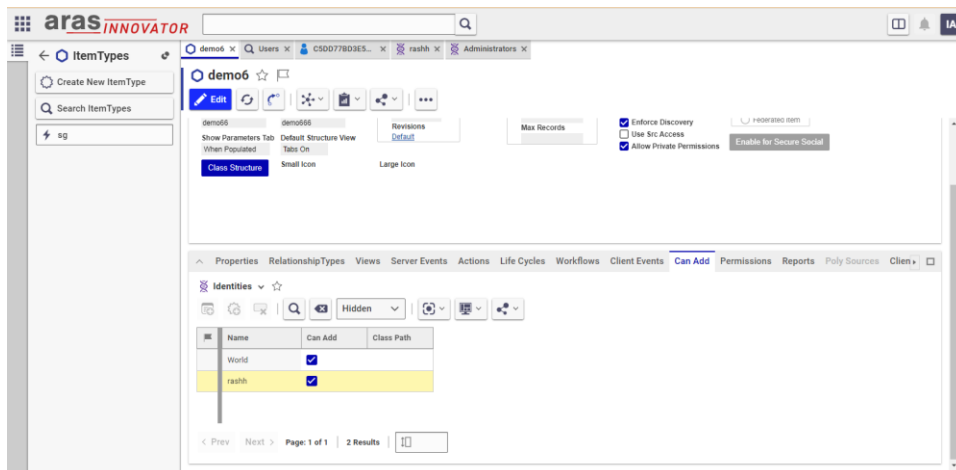 aras INNOVATOR
IA
ItemTypes
Create New ItemType
Search ItemTypes
sg
demo6 Users C5DD77BD3E5... rashh Administrators
demo6
Edit
demo66 demo666
Show Parameters Tab Default Structure View
When Populated Tabs On
Class Structure Small Icon Large Icon
Revisions
Default
Max Records
Enforce Discovery
Use Src Access
Allow Private Permissions
Federated Item
Enable for Secure Social
Properties RelationshipTypes Views Server Events Actions Life Cycles Workflows Client Events Can Add Permissions Reports Poly Sources Clien
Identities
Hidden
Name Can Add Class Path
World
rashh
< Prev Next > Page: 1 of 1 2 Results